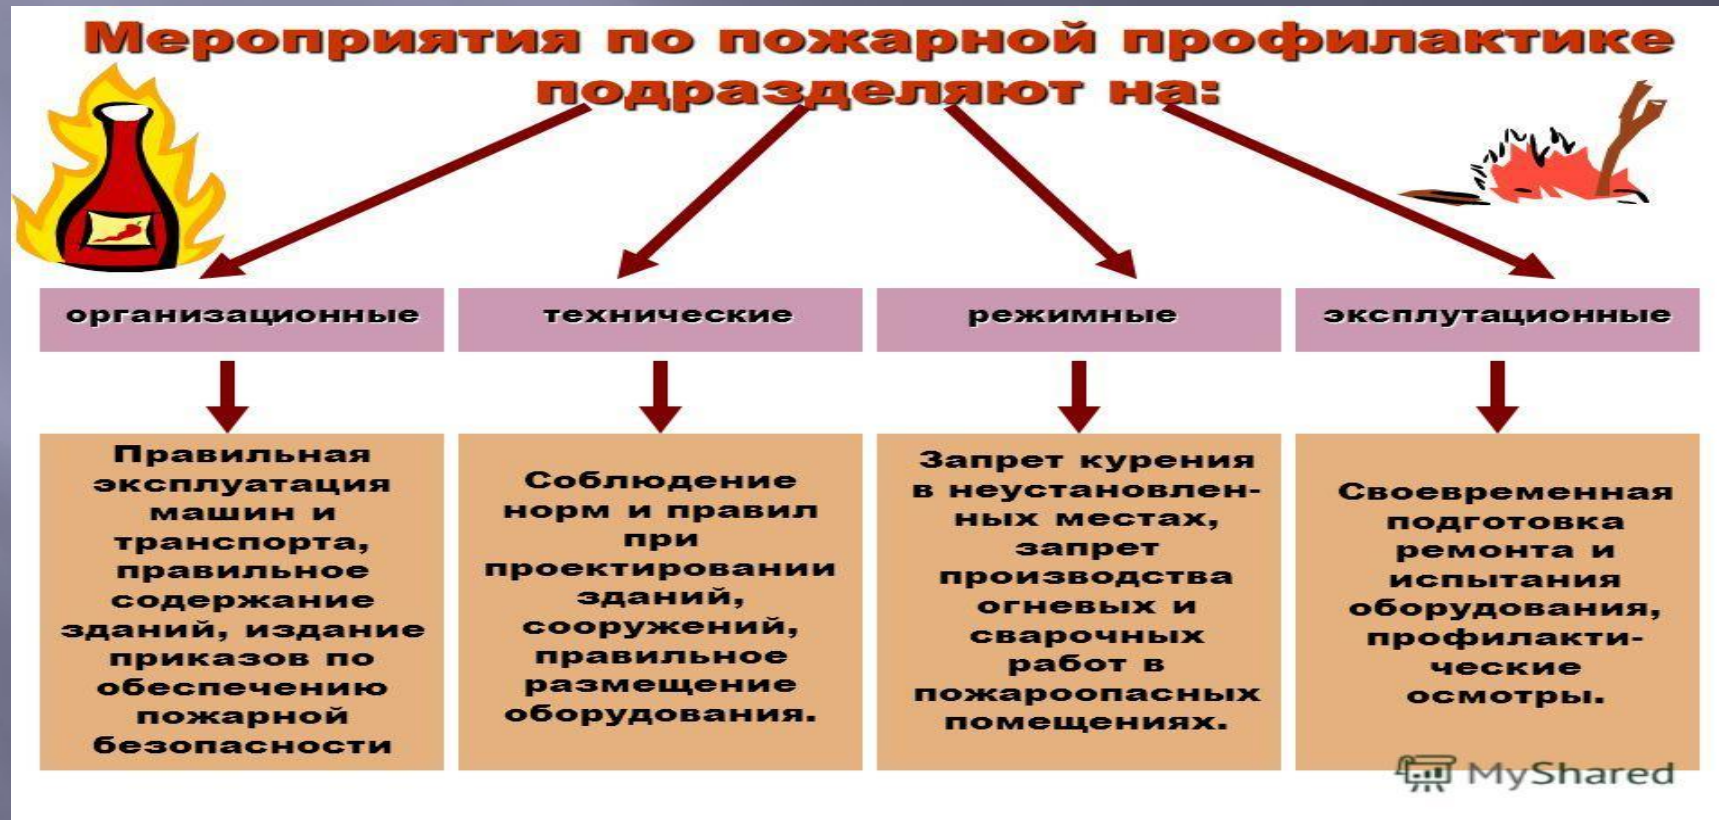 Мероприятия по пожарной профилактике
подразделяют на:
организационные
технические
режимные
эксплутационные
Правильная
эксплуатация
машин и
транспорта,
правильное
содержание
зданий, издание
приказов по
обеспечению
пожарной
безопасности
Соблюдение
норм и правил
при
проектировании
зданий,
сооружений,
правильное
размещение
оборудования.
Запрет курения
в неустановлен-
ных местах,
запрет
производства
огневых и
сварочных
работ в
пожароопасных
помещениях.
Своевременная
подготовка
ремонта и
испытания
оборудования,
профилакти-
ческие
осмотры.
MyShared